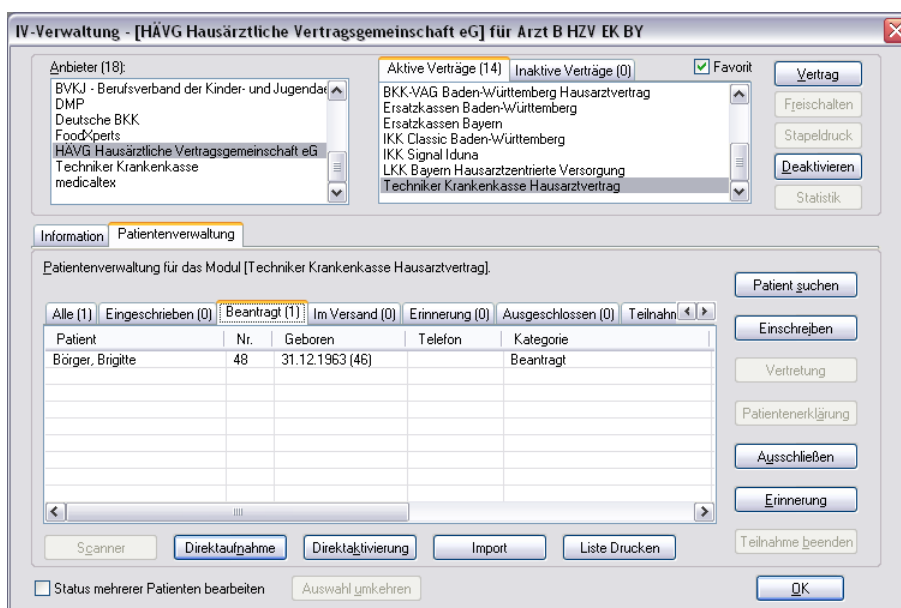 IV-Verwaltung - [HÄVG Hausärztliche Vertragsgemeinschaft eG] für Arzt B HZV EK BY
Anbieter (18):
BVKJ - Berufsverband der Kinder- und Jugendae
DMP
Deutsche BKK
FoodXperts
HÄVG Hausärztliche Vertragsgemeinschaft eG
Techniker Krankenkasse
medicaltex
Aktive Verträge (14) Inaktive Verträge (0) Favorit
BKK-VAG Baden-Württemberg Hausarztvertrag
Ersatzkassen Baden-Württemberg
Ersatzkassen Bayern
IKK Classic Baden-Württemberg
IKK Signal Iduna
LKK Bayern Hausarztzentrierte Versorgung
Techniker Krankenkasse Hausarztvertrag
Vertrag
Freischalten
Stapeldruck
Deaktivieren
Statistik
Information Patientenverwaltung
Patientenverwaltung für das Modul [Techniker Krankenkasse Hausarztvertrag].
Alle (1) Eingeschrieben (0) Beantragt (1) Im Versand (0) Erinnerung (0) Ausgeschlossen (0) Teilnahm
Patient Nr. Geboren Telefon Kategorie
Börger, Brigitte 48 31.12.1963 (46) Beantragt
Patient suchen
Einschreiben
Vertretung
Patientenerklärung
Ausschließen
Erinnerung
Teilnahme beenden
Scanner Direktaufnahme Direktaktivierung Import Liste Drucken
Status mehrerer Patienten bearbeiten Auswahl umkehren OK